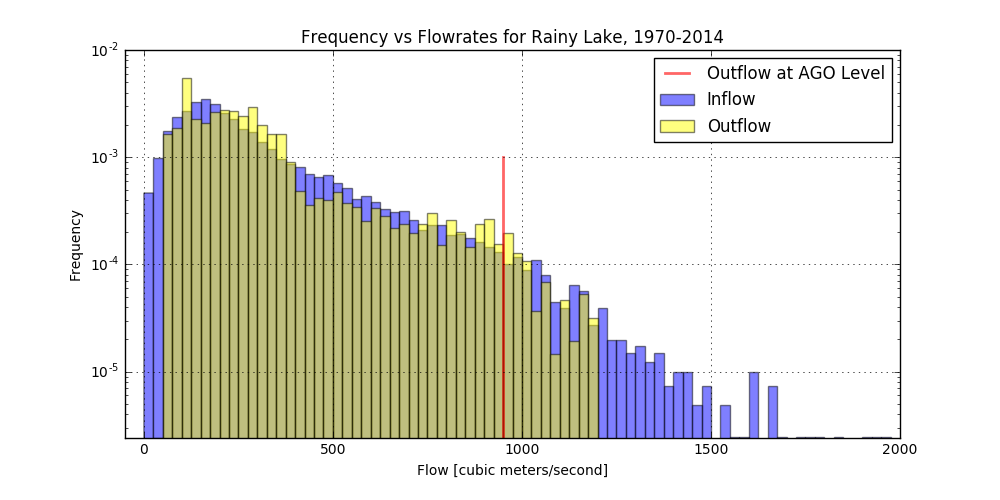 Frequency vs Flowrates for Rainy Lake, 1970-2014
Outflow at AGO Level
Inflow
Outflow
10^-2
10^-3
10^-4
10^-5
Frequency
0 500 1000 1500 2000
Flow [cubic meters/second]